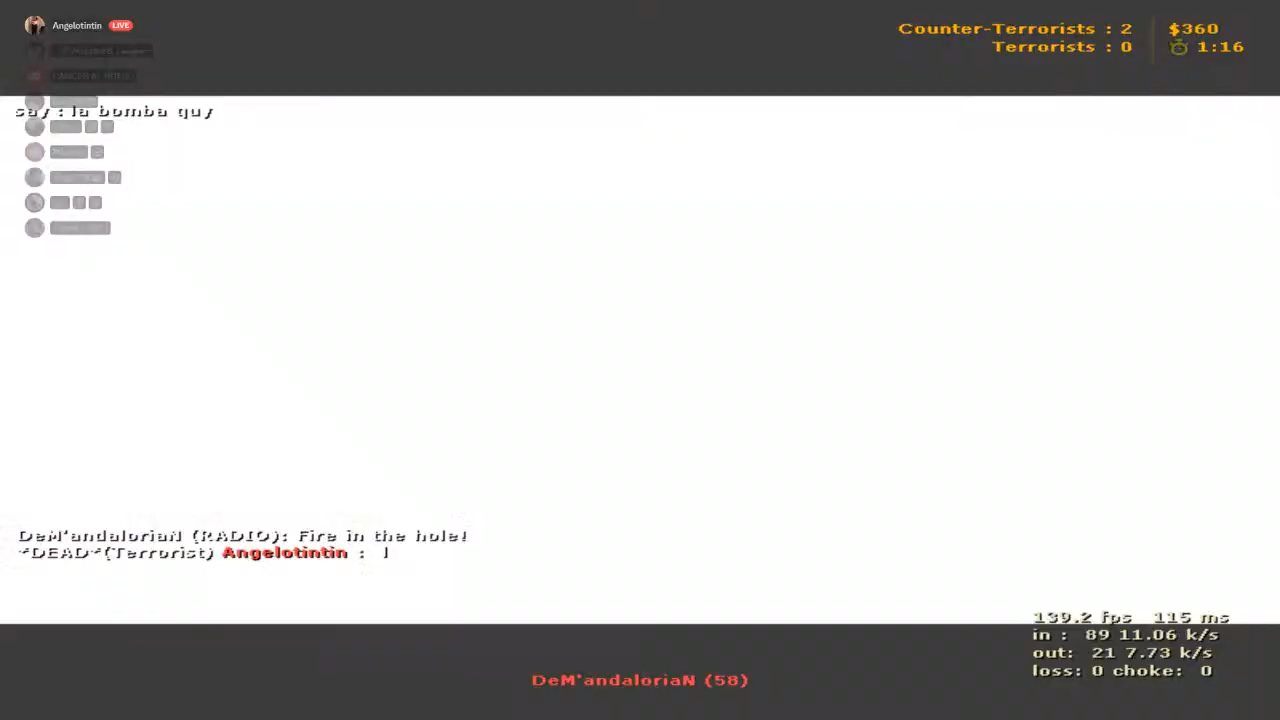 Angelotintin LIVE
Counter-Terrorists : 2 $360
Terrorists : 0 1:16
say : la bomba quy
DeM'andaloriaN (RADIO): Fire in the hole!
*DEAD*(Terrorist) Angelotintin : l
139.2 fps 115 ms
in : 89 11.06 k/s
out: 21 7.73 k/s
loss: 0 choke: 0
DeM'andaloriaN (58)